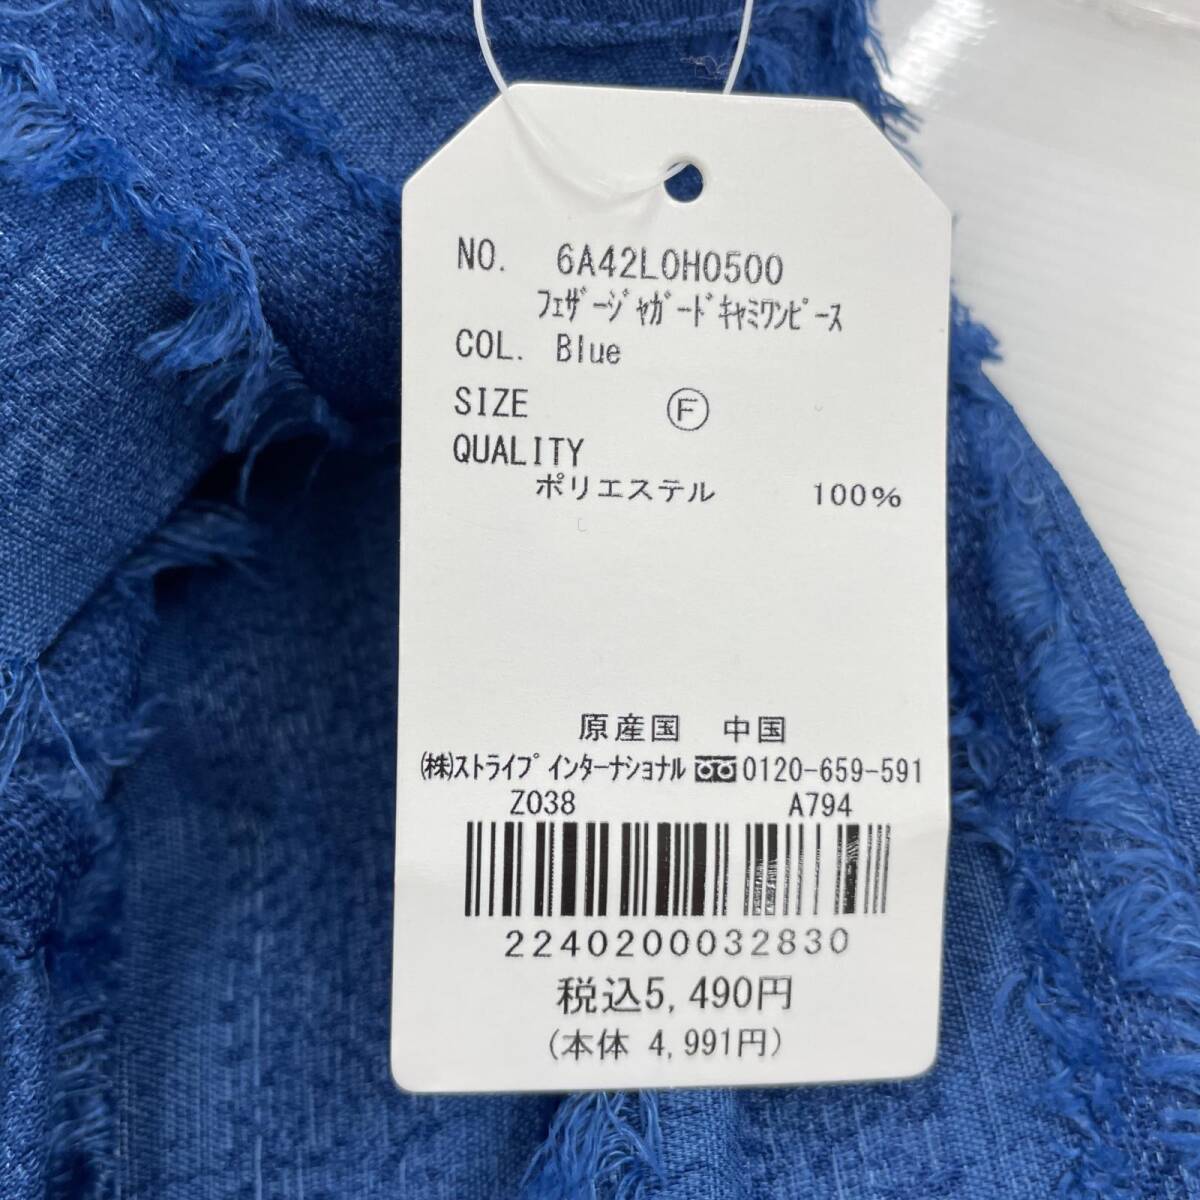 NO. 6A42L0H0500
ﾌｪｻﾞｰｼﾞｬｶﾞｰﾄﾞｷｬﾐﾜﾝﾋﾟｰｽ
COL. Blue
SIZE Ⓕ
QUALITY
ポリエステル 100%
原産国 中国
㈱ｽﾄﾗｲﾌﾟ ｲﾝﾀｰﾅｼｮﾅﾙ 0120-659-591
Z038 A794
2240200032830
税込5,490円
(本体 4,991円)